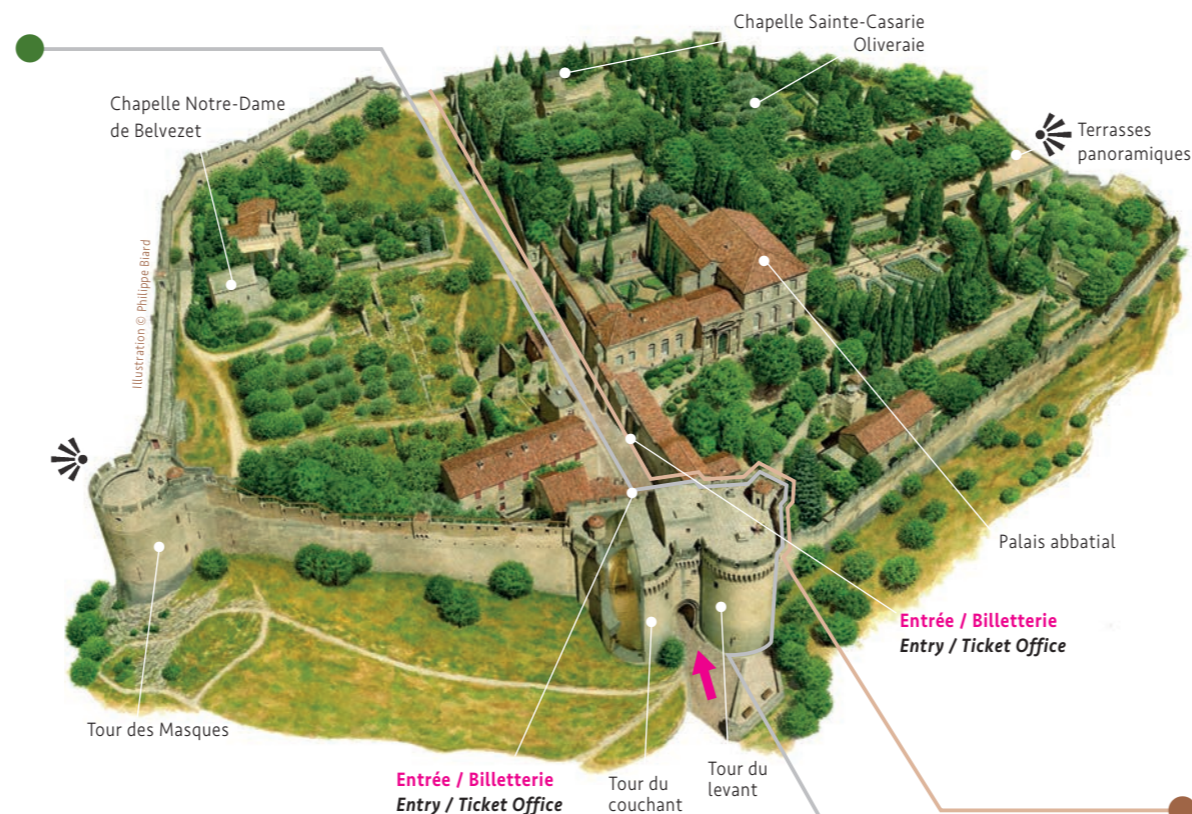 Chapelle Sainte-Casarie
Oliveraie
Chapelle Notre-Dame
de Belvezet
Terrasses
panoramiques
Illustration © Philippe Biard
Palais abbatial
Entrée / Billetterie
Entry / Ticket Office
Tour des Masques
Entrée / Billetterie
Entry / Ticket Office
Tour du
couchant
Tour du
levant